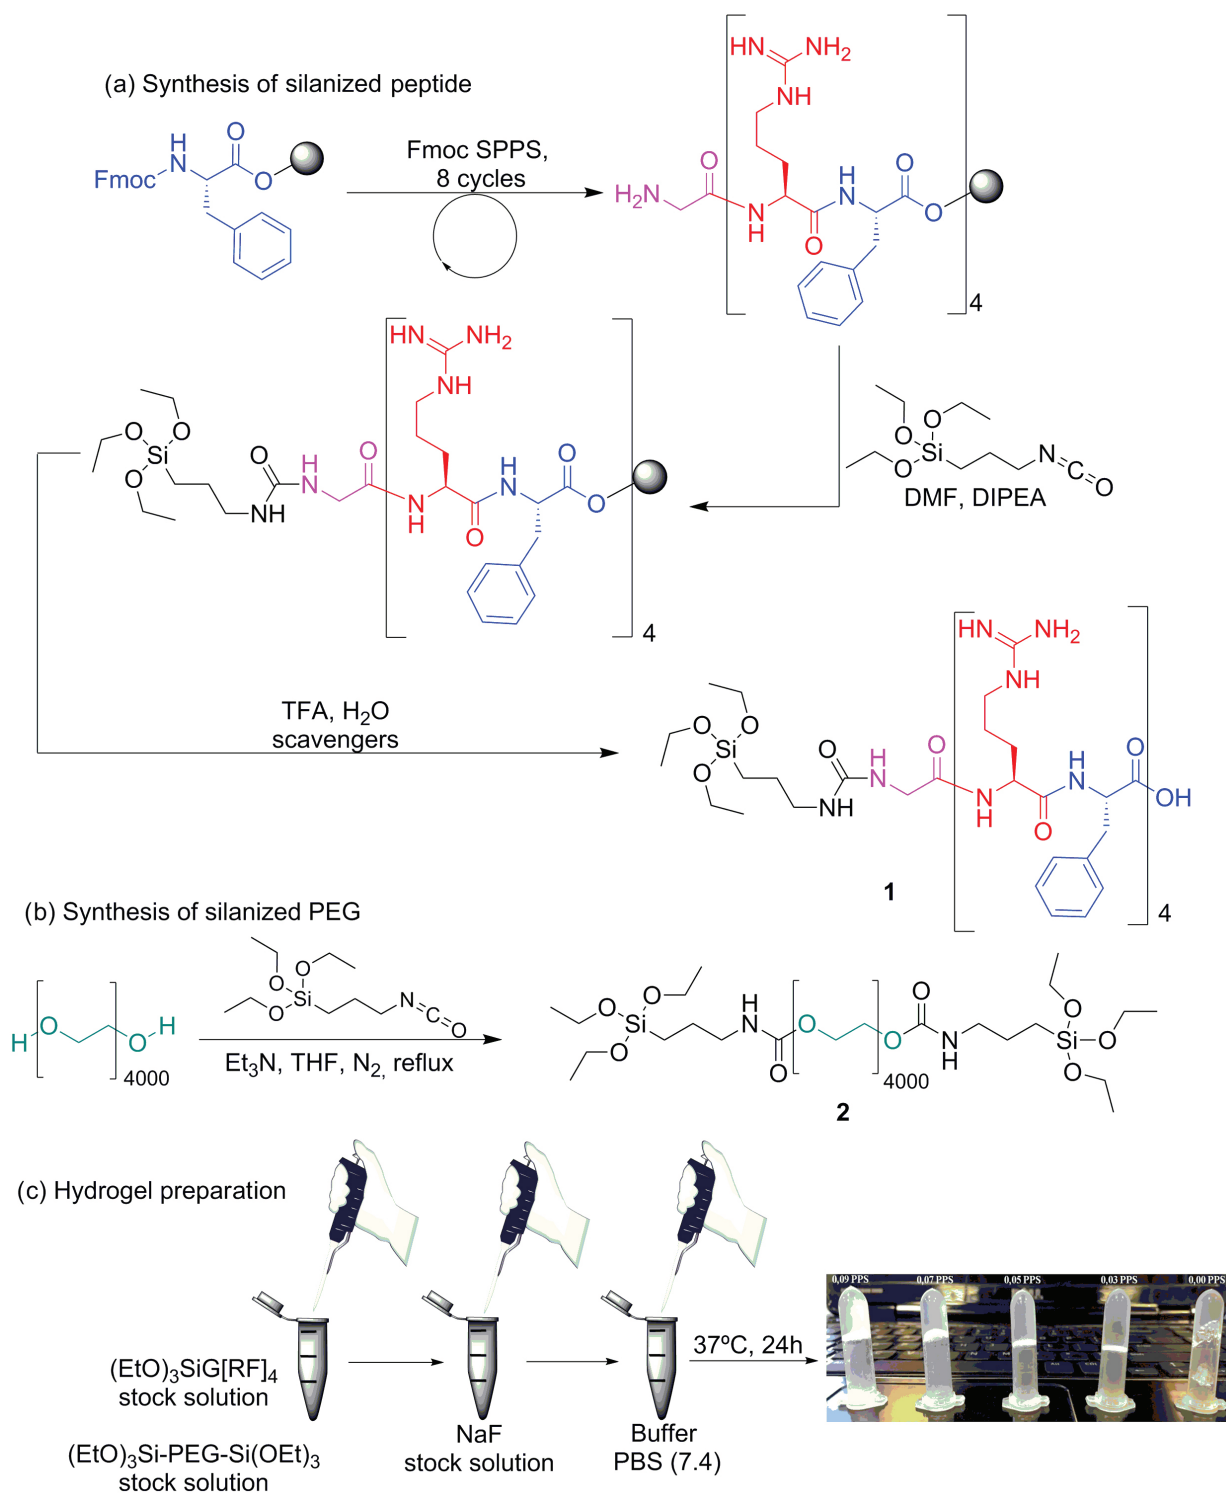 (a) Synthesis of silanized peptide
Fmoc
H
N
O
O
Fmoc SPPS,
8 cycles
H₂N
O
HN
NH₂
NH
N
H
O
H
N
O
O
4
HN
NH₂
NH
O
O
Si
O
O
NH
H
N
O
N
H
O
H
N
O
O
4
O
O
Si
O
N
C
O
DMF, DIPEA
TFA, H₂O
scavengers
HN
NH₂
NH
O
O
Si
O
O
NH
H
N
O
N
H
O
H
N
O
OH
4
1
(b) Synthesis of silanized PEG
H
O
O
H
4000
O
O
Si
O
N
C
O
Et₃N, THF, N₂, reflux
O
O
Si
O
H
N
O
O
O
4000
O
N
H
O
Si
O
O
2
(c) Hydrogel preparation
(EtO)₃SiG[RF]₄
stock solution
(EtO)₃Si-PEG-Si(OEt)₃
stock solution
NaF
stock solution
Buffer
PBS (7.4)
37ºC, 24h
0,09 PPS
0,07 PPS
0,05 PPS
0,03 PPS
0,00 PPS